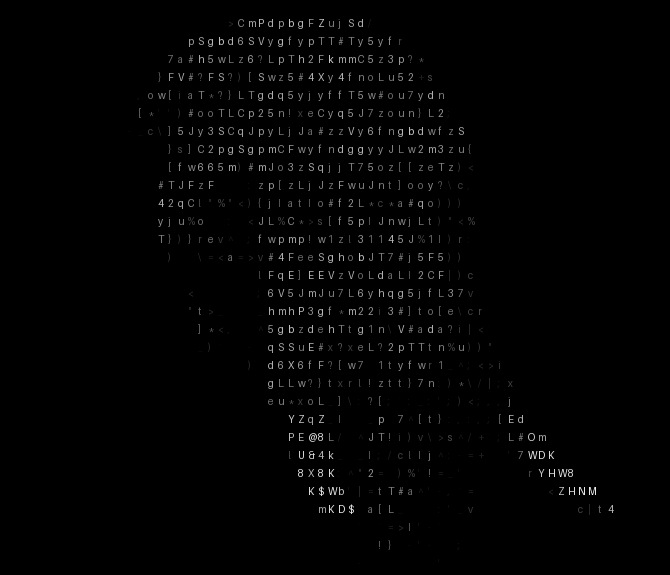 > C m P d p b g F Z u j S d /
p S g b d 6 S V y g f y p T T # T y 5 y f r
7 a # h 5 w L z 6 ? L p T h 2 F k m m C 5 z 3 p ? *
} F V # ? F S ? ) [ S w z 5 # 4 X y 4 f n o L u 5 2 + s
o w [ i a T * ? } L T g d q 5 y j y f f T 5 w # o u 7 y d n
[ * ) # o o T L C p 2 5 n ! x e C y q 5 J 7 z o u n } L 2
c \ ] 5 J y 3 S C q J p y L j J a # z z V y 6 f n g b d w f z S
} s ] C 2 p g S g p m C F w y f n d g g y y J L w 2 m 3 z u {
[ f w 6 6 5 m ) # m J o 3 z S q j j T 7 5 o z [ [ z e T z ) <
# T J F z F z p [ z L j J z F w u J n t ] o o y ? \ c
4 2 q C l * % * < ) { j l a t l o # f 2 L * c * a # q o ) ) )
y j u % o < J L % C * > s [ f 5 p l J n w j L t ) * < %
T } ) } r e v ^ f w p m p ! w 1 z l 3 1 1 4 5 J % 1 l ) r
) \ = < a = > v # 4 F e e S g h o b J T 7 # j 5 F 5 ) )
l F q E ] E E V z V o L d a L l 2 C F | ) c
< 6 V 5 J m J u 7 L 6 y h q g 5 j f L 3 7 v
* t > h m h P 3 g f * m 2 2 i 3 # ] t o [ e \ c r
] * < ^ 5 g b z d e h T t g 1 n \ V # a d a ? i | <
) q S S u E # x ? x e L ? 2 p T T t n % u ) ) *
) d 6 X 6 f F ? [ w 7 1 t y f w r 1 ^ < > )
g L L w ? } t x r l ! z t t } 7 n ) * \ / | x
e u * x o L ] \ ? [ ; j
Y Z q Z l p 7 ^ [ t } [ E d
P E @ 8 L / ^ J T ! i ) v \ > s ^ / + L # O m
l U & 4 k l / c l l j ^ = + ' 7 W D K
8 X 8 K ^ " 2 = ) % ! = r Y H W 8
K $ W b | = t T # a ^ = < Z H N M
m K D $ a [ L v c | t 4
= > l
! }